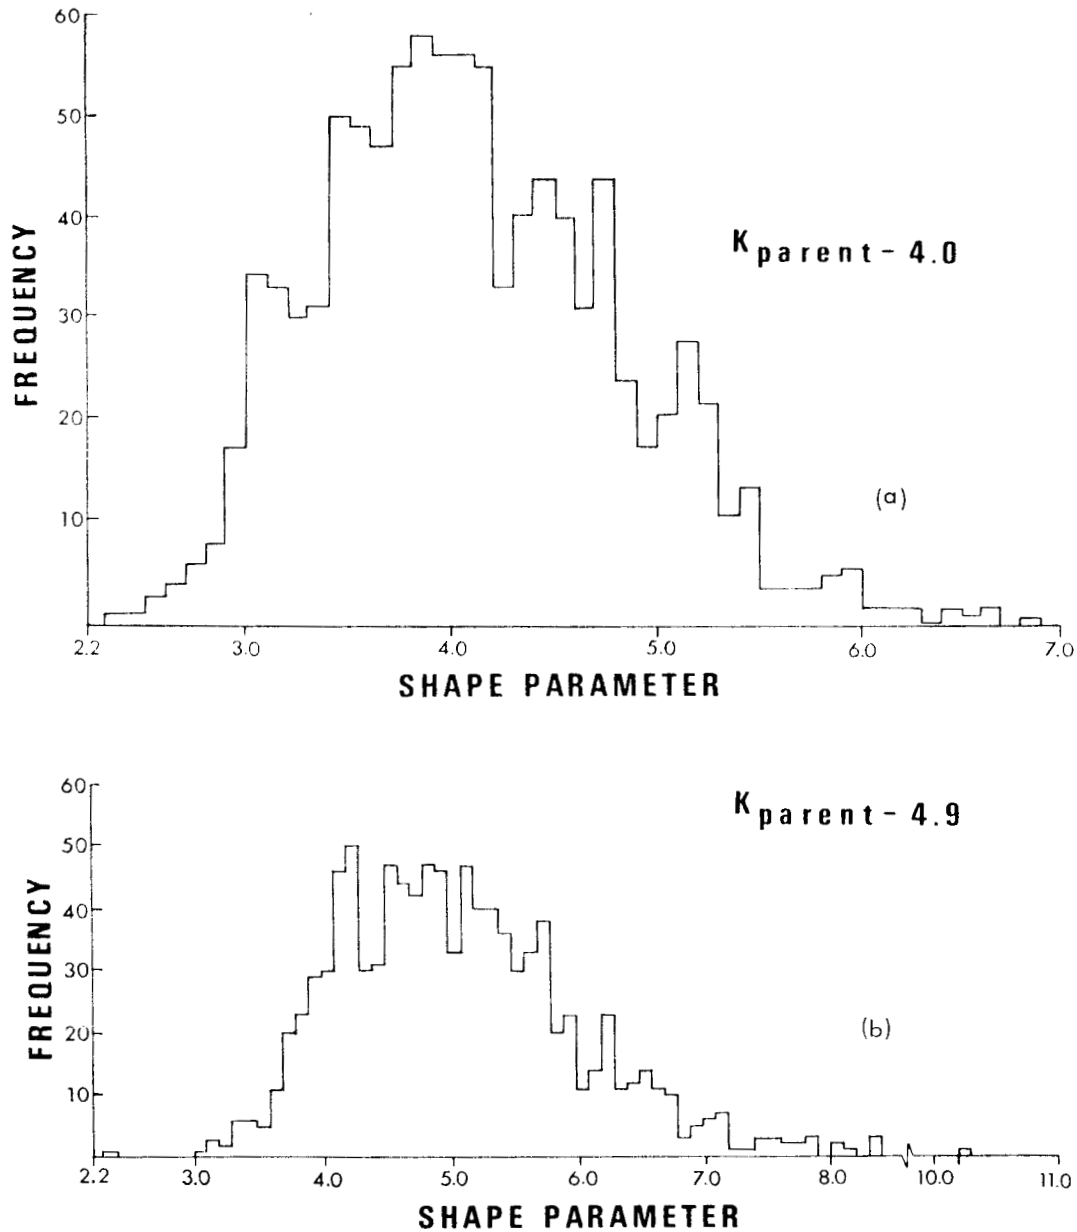 60
50
40
30
20
10
FREQUENCY
K parent - 4.0
(a)
2.2 3.0 4.0 5.0 6.0 7.0
SHAPE PARAMETER
60
50
40
30
20
10
FREQUENCY
K parent - 4.9
(b)
2.2 3.0 4.0 5.0 6.0 7.0 8.0 10.0 11.0
SHAPE PARAMETER